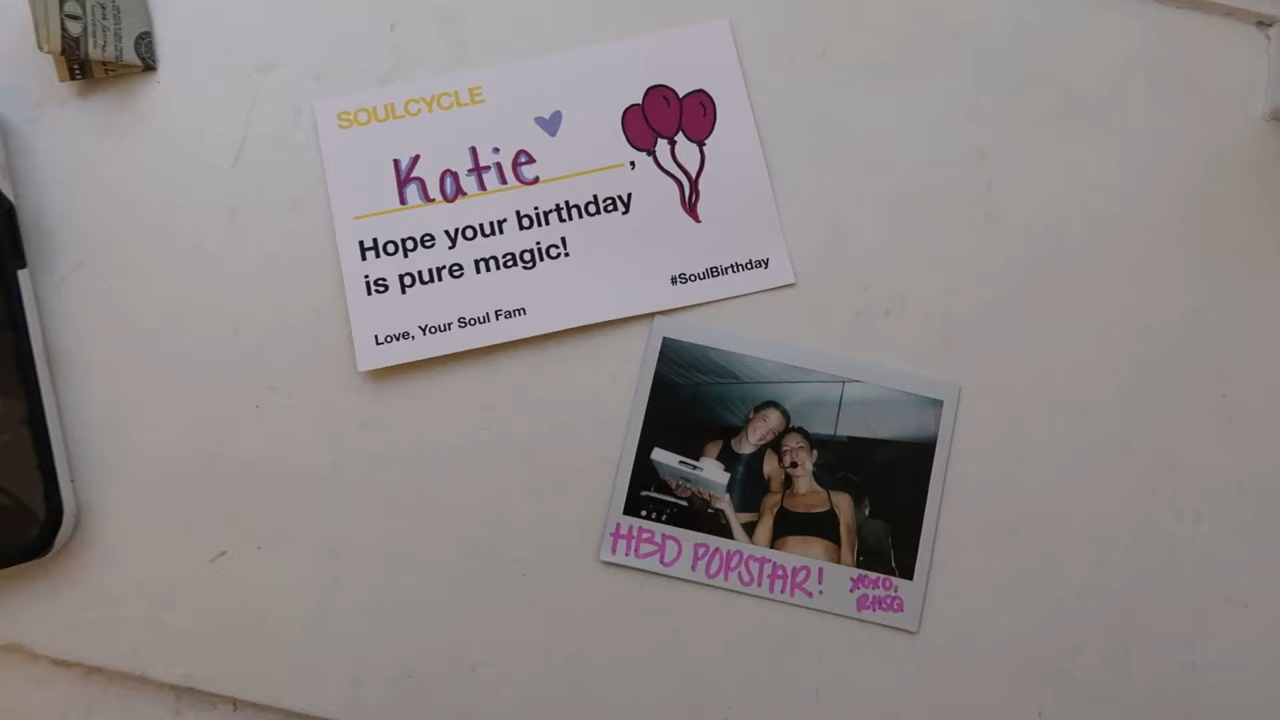 SOULCYCLE
Katie,
Hope your birthday
is pure magic!
#SoulBirthday
Love, Your Soul Fam
HBD POPSTAR!
XOXO,
RHSQ